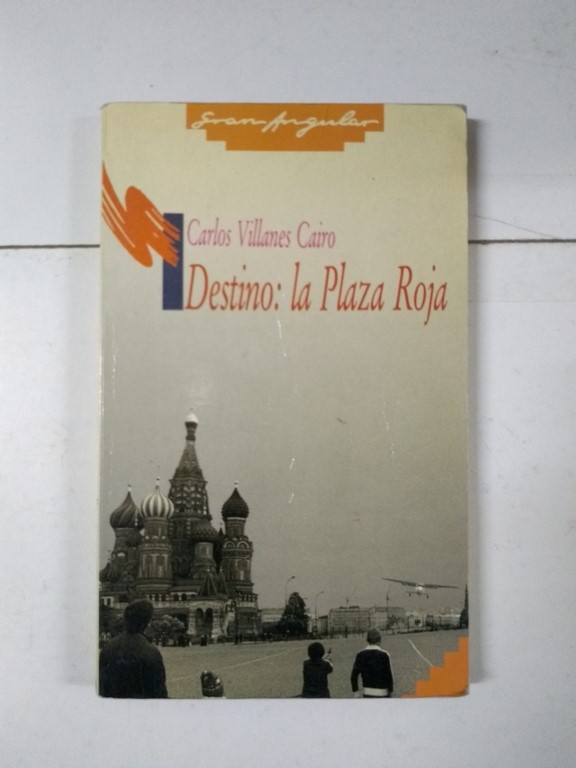 Gran Angular
Carlos Villanes Cairo
Destino: la Plaza Roja